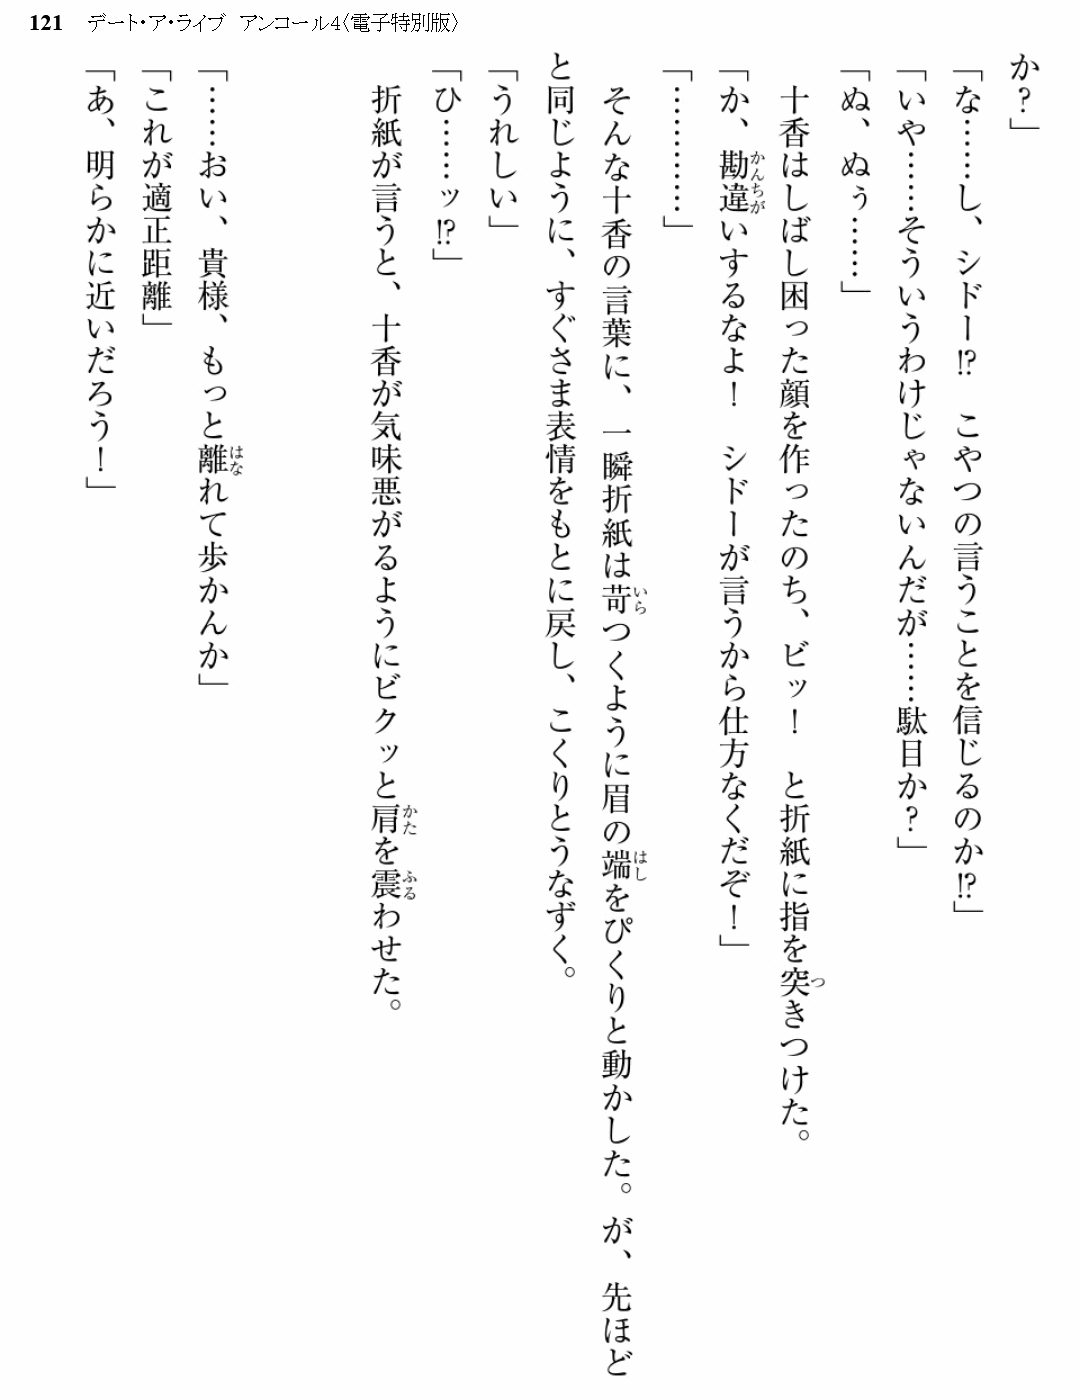 121 デート・ア・ライブ アンコール4〈電子特別版〉
か？」
「な……し、シドー⁉　こやつの言うことを信じるのか⁉」
「いや……そういうわけじゃないんだが……駄目か？」
「ぬ、ぬぅ……」
　十香はしばし困った顔を作ったのち、ビッ！　と折紙に指を突きつけた。
「か、勘違いするなよ！　シドーが言うから仕方なくだぞ！」
「…………」
　そんな十香の言葉に、一瞬折紙は苛つくように眉の端をぴくりと動かした。が、先ほど
と同じように、すぐさま表情をもとに戻し、こくりとうなずく。
「うれしい」
「ひ……ッ⁉」
　折紙が言うと、十香が気味悪がるようにビクッと肩を震わせた。
「……おい、貴様、もっと離れて歩かんか」
「これが適正距離」
「あ、明らかに近いだろう！」